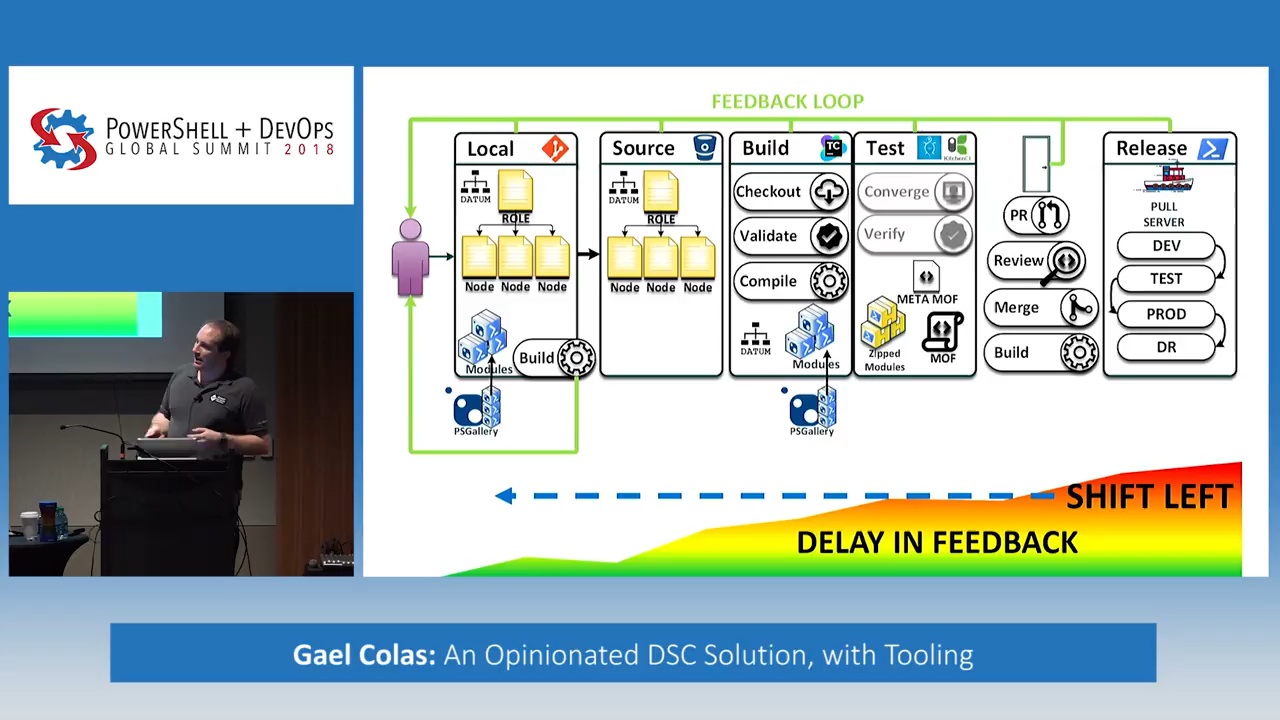 POWERSHELL + DEVOPS
GLOBAL SUMMIT 2018
FEEDBACK LOOP
Local
DATUM
ROLE
Node Node Node
Modules
Build
PSGallery
Source
DATUM
ROLE
Node Node Node
Build
TC
Checkout
Validate
Compile
DATUM
Modules
PSGallery
Test
KitchenCI
Converge
Verify
META MOF
Zipped
Modules
MOF
PR
Review
Merge
Build
Release
PULL
SERVER
DEV
TEST
PROD
DR
SHIFT LEFT
DELAY IN FEEDBACK
Gael Colas: An Opinionated DSC Solution, with Tooling